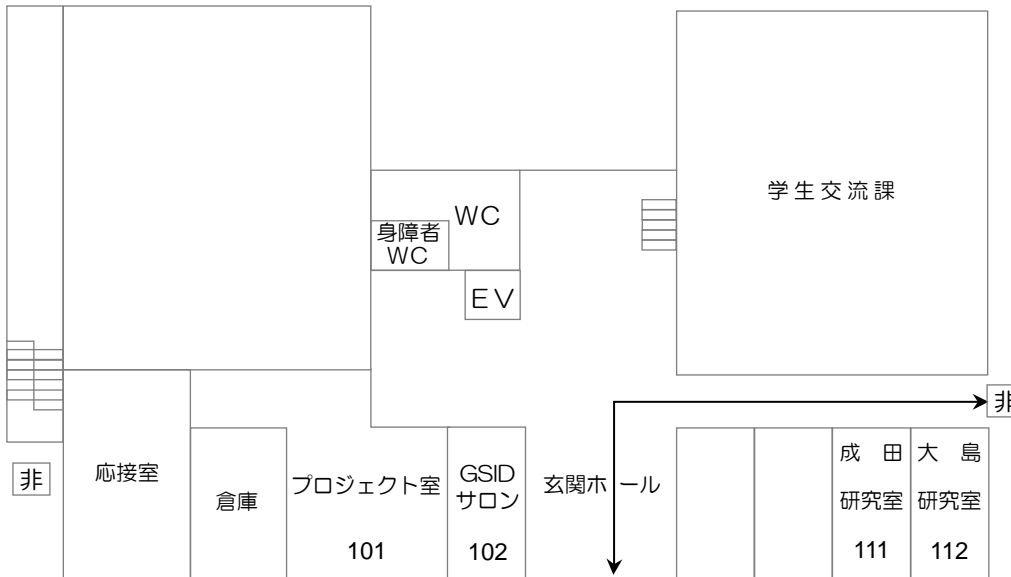 学生交流課
WC
身障者
WC
EV
非
非
応接室
倉庫
プロジェクト室
101
GSID
サロン
102
玄関ホール
成 田
研究室
111
大 島
研究室
112